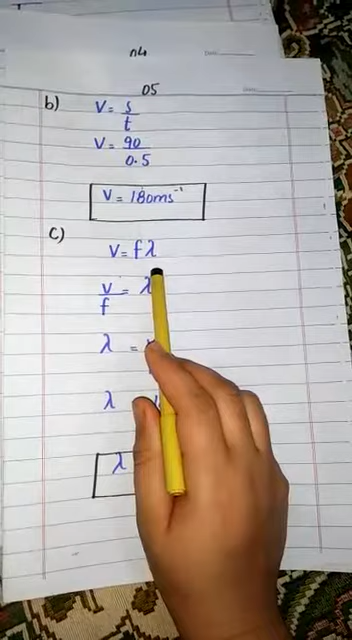 05
b) V = s/t
V = 90/0.5
V = 180ms⁻¹
c)
V = fλ
v/f = λ
λ =
λ
λ